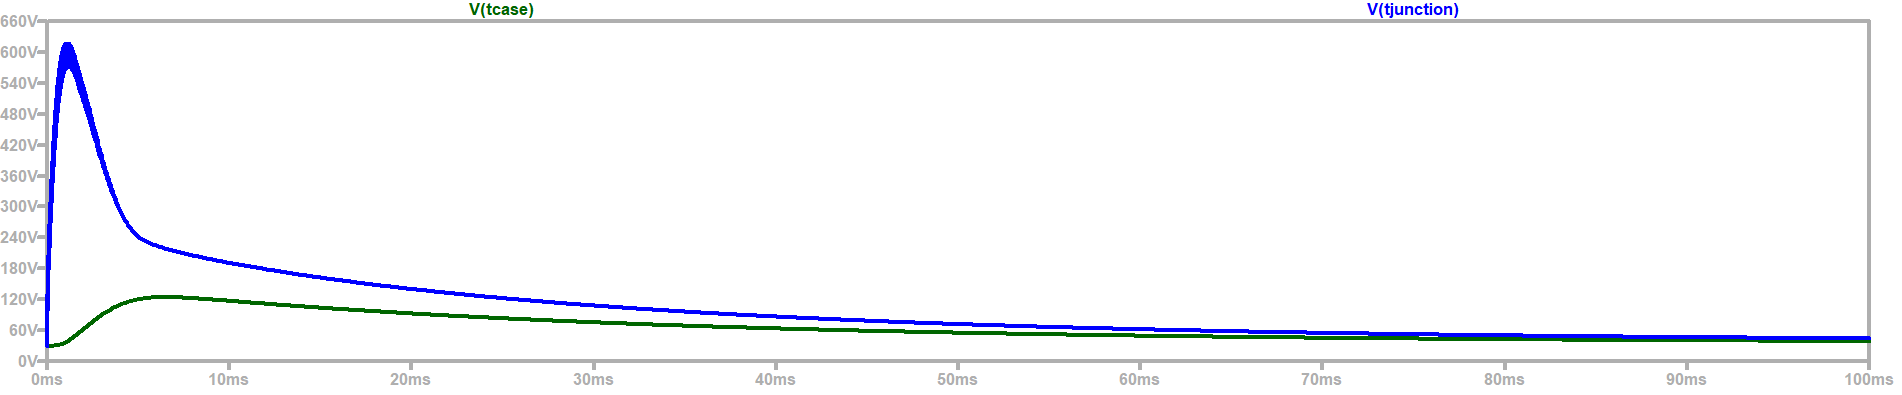 V(tcase) V(tjunction)
660V
600V
540V
480V
420V
360V
300V
240V
180V
120V
60V
0V
0ms 10ms 20ms 30ms 40ms 50ms 60ms 70ms 80ms 90ms 100ms